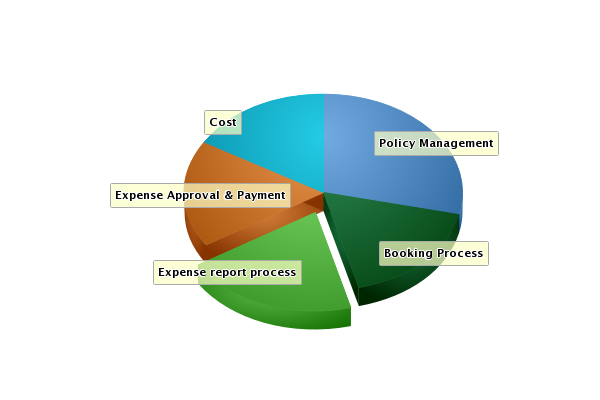 Cost
Policy Management
Expense Approval & Payment
Booking Process
Expense report process